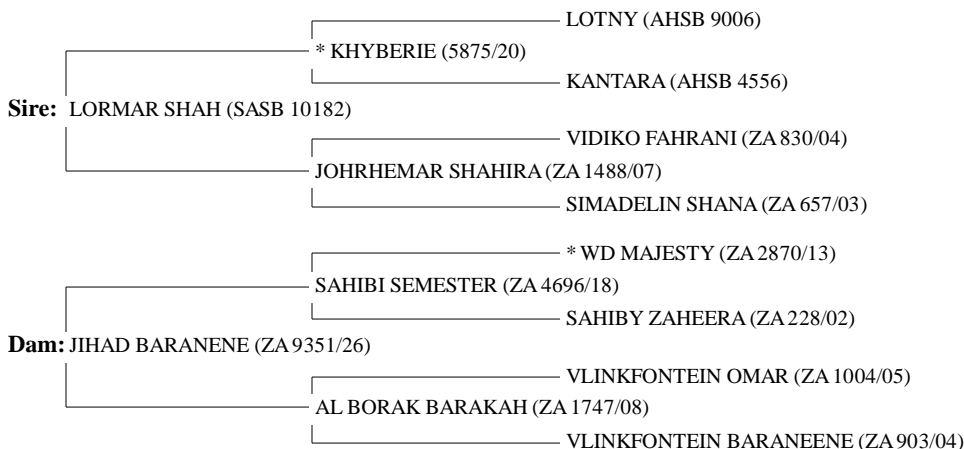 LOTNY (AHSB 9006)
* KHYBERIE (5875/20)
KANTARA (AHSB 4556)
Sire: LORMAR SHAH (SASB 10182)
VIDIKO FAHRANI (ZA 830/04)
JOHRHEMAR SHAHIRA (ZA 1488/07)
SIMADELIN SHANA (ZA 657/03)
* WD MAJESTY (ZA 2870/13)
SAHIBI SEMESTER (ZA 4696/18)
SAHIBY ZAHEERA (ZA 228/02)
Dam: JIHAD BARANENE (ZA 9351/26)
VLINKFONTEIN OMAR (ZA 1004/05)
AL BORAK BARAKAH (ZA 1747/08)
VLINKFONTEIN BARANEENE (ZA 903/04)